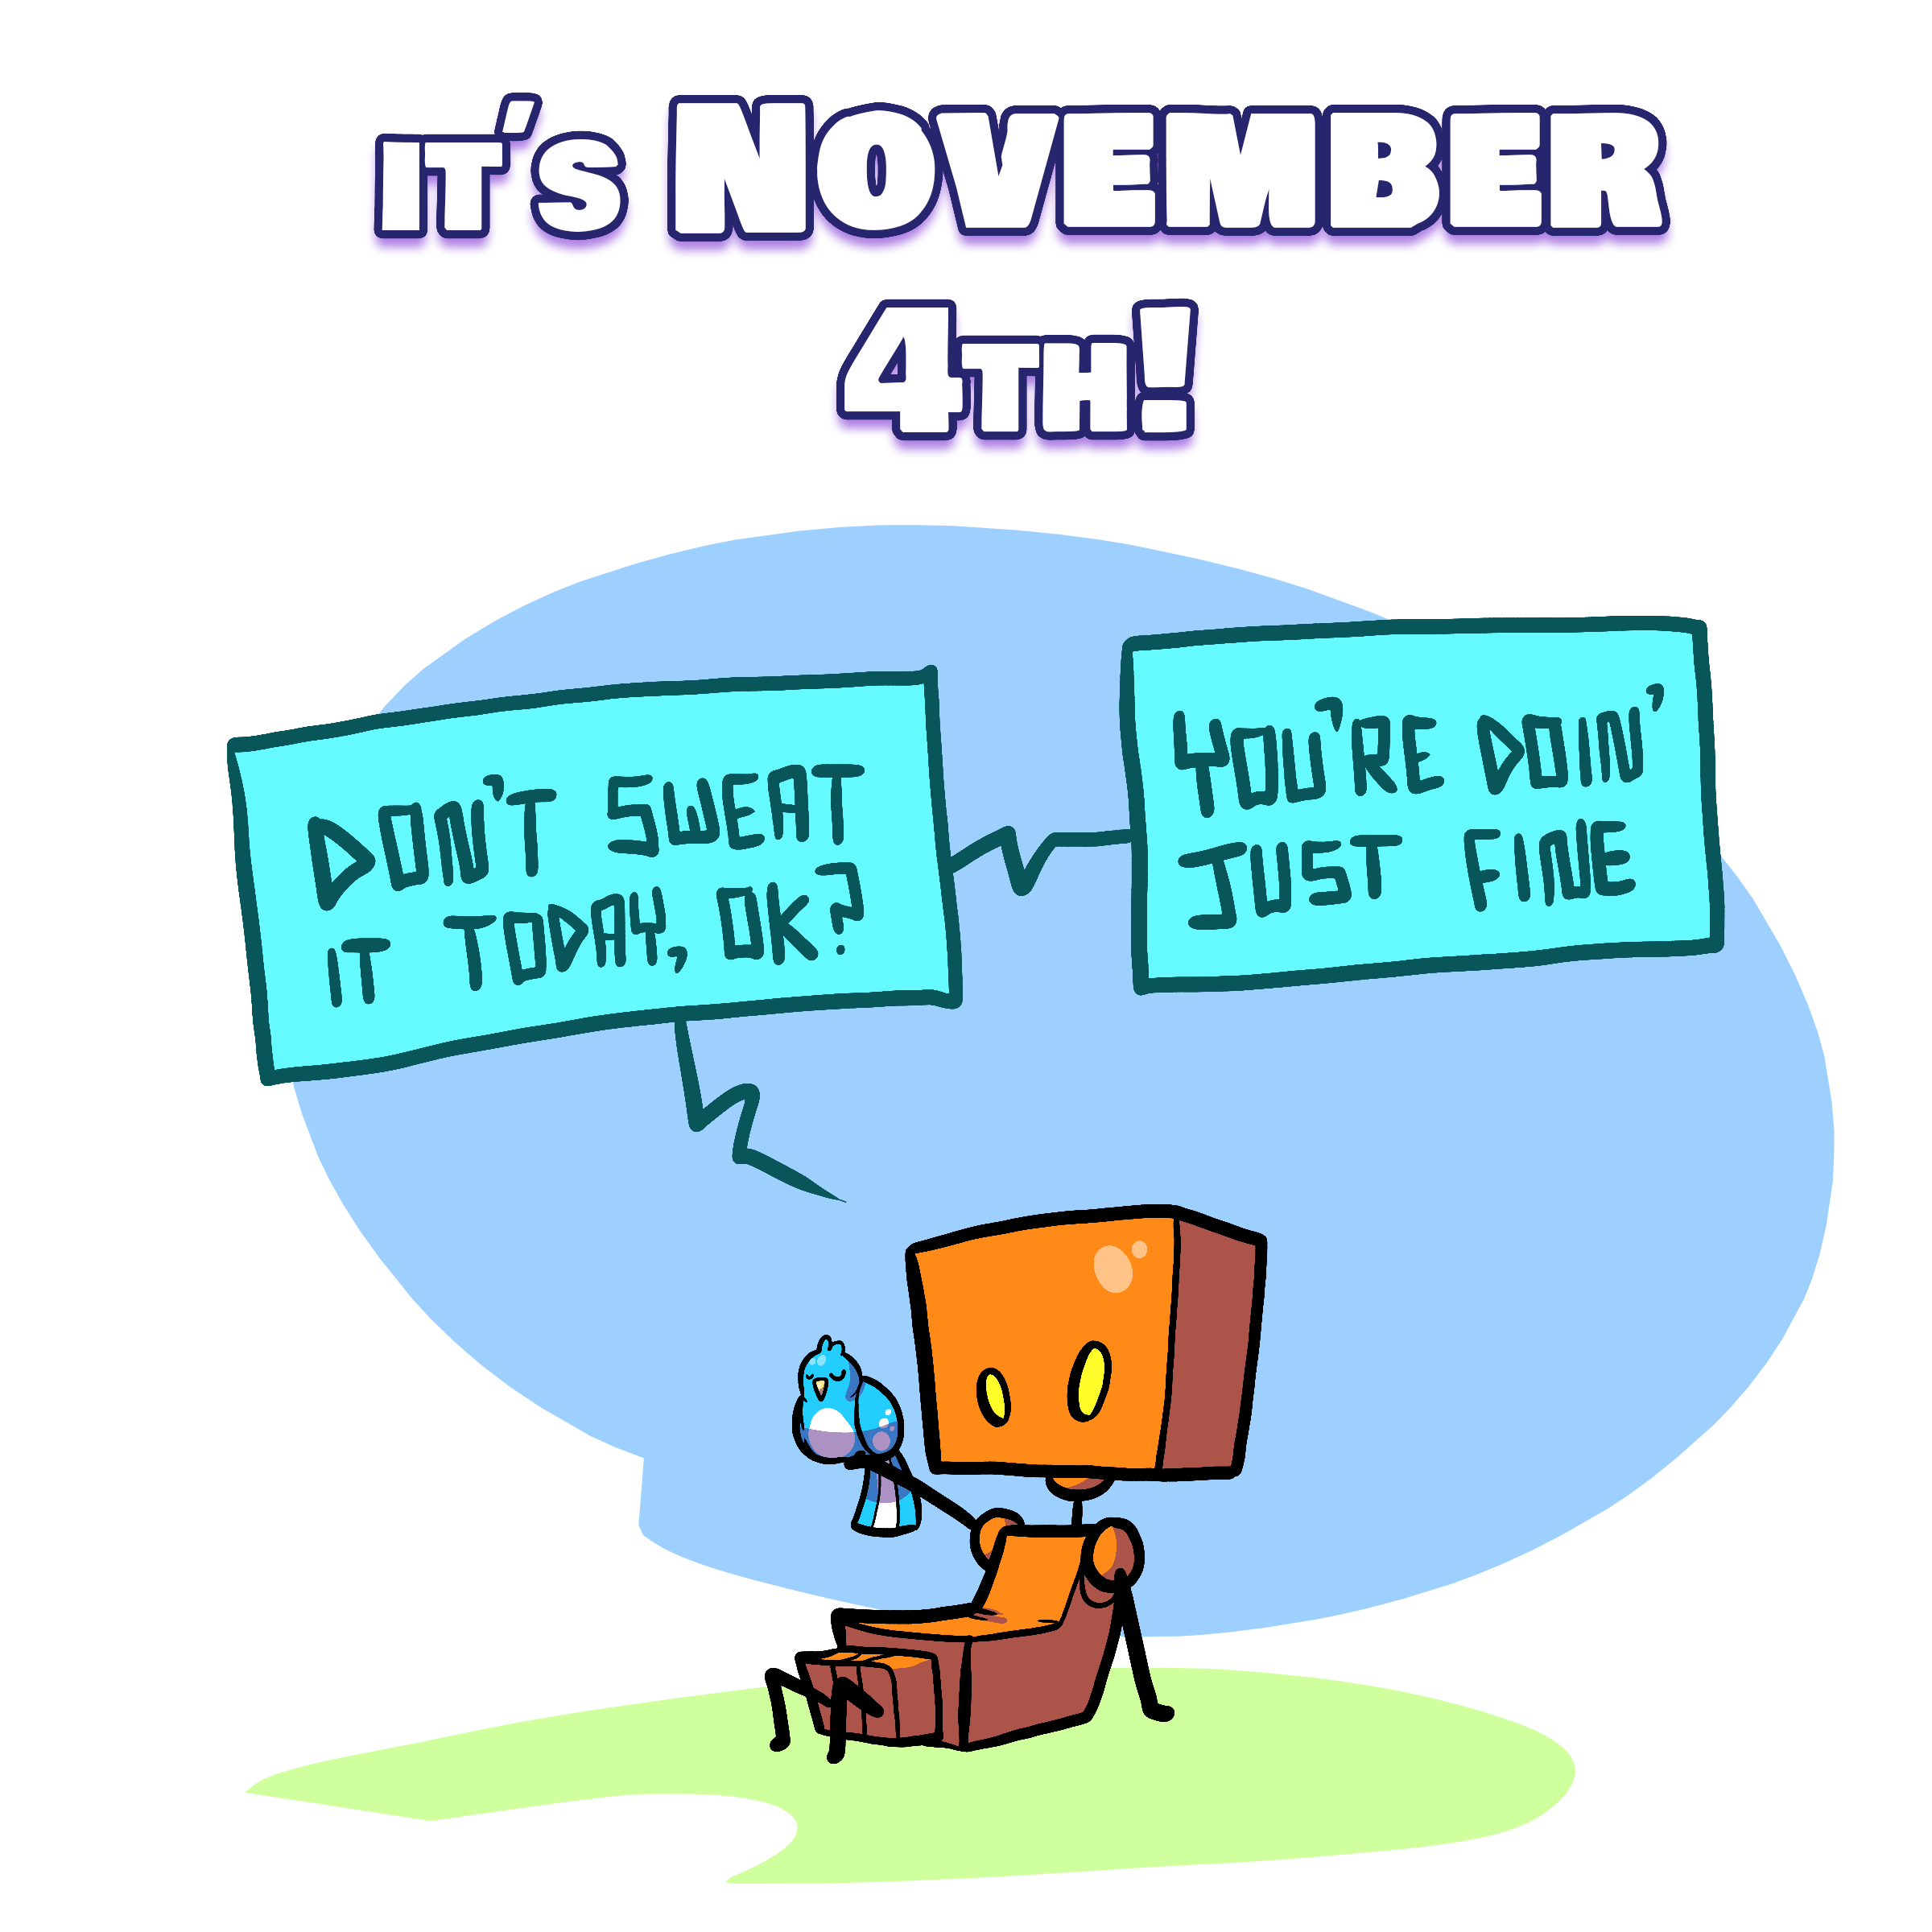 it's November
4th!
DON'T SWEAT
IT TODAY, OK?
YOU'RE DOIN'
JUST FINE